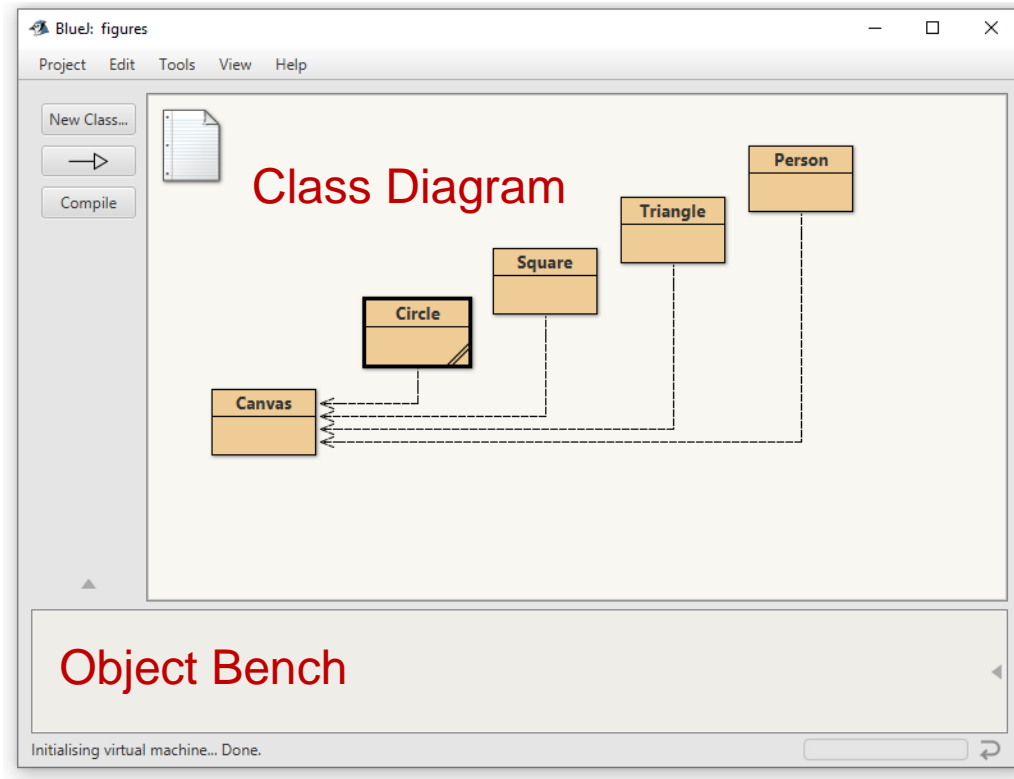 BlueJ: figures
Project Edit Tools View Help
New Class...
Compile
Class Diagram
Person
Triangle
Square
Circle
Canvas
Object Bench
Initialising virtual machine... Done.